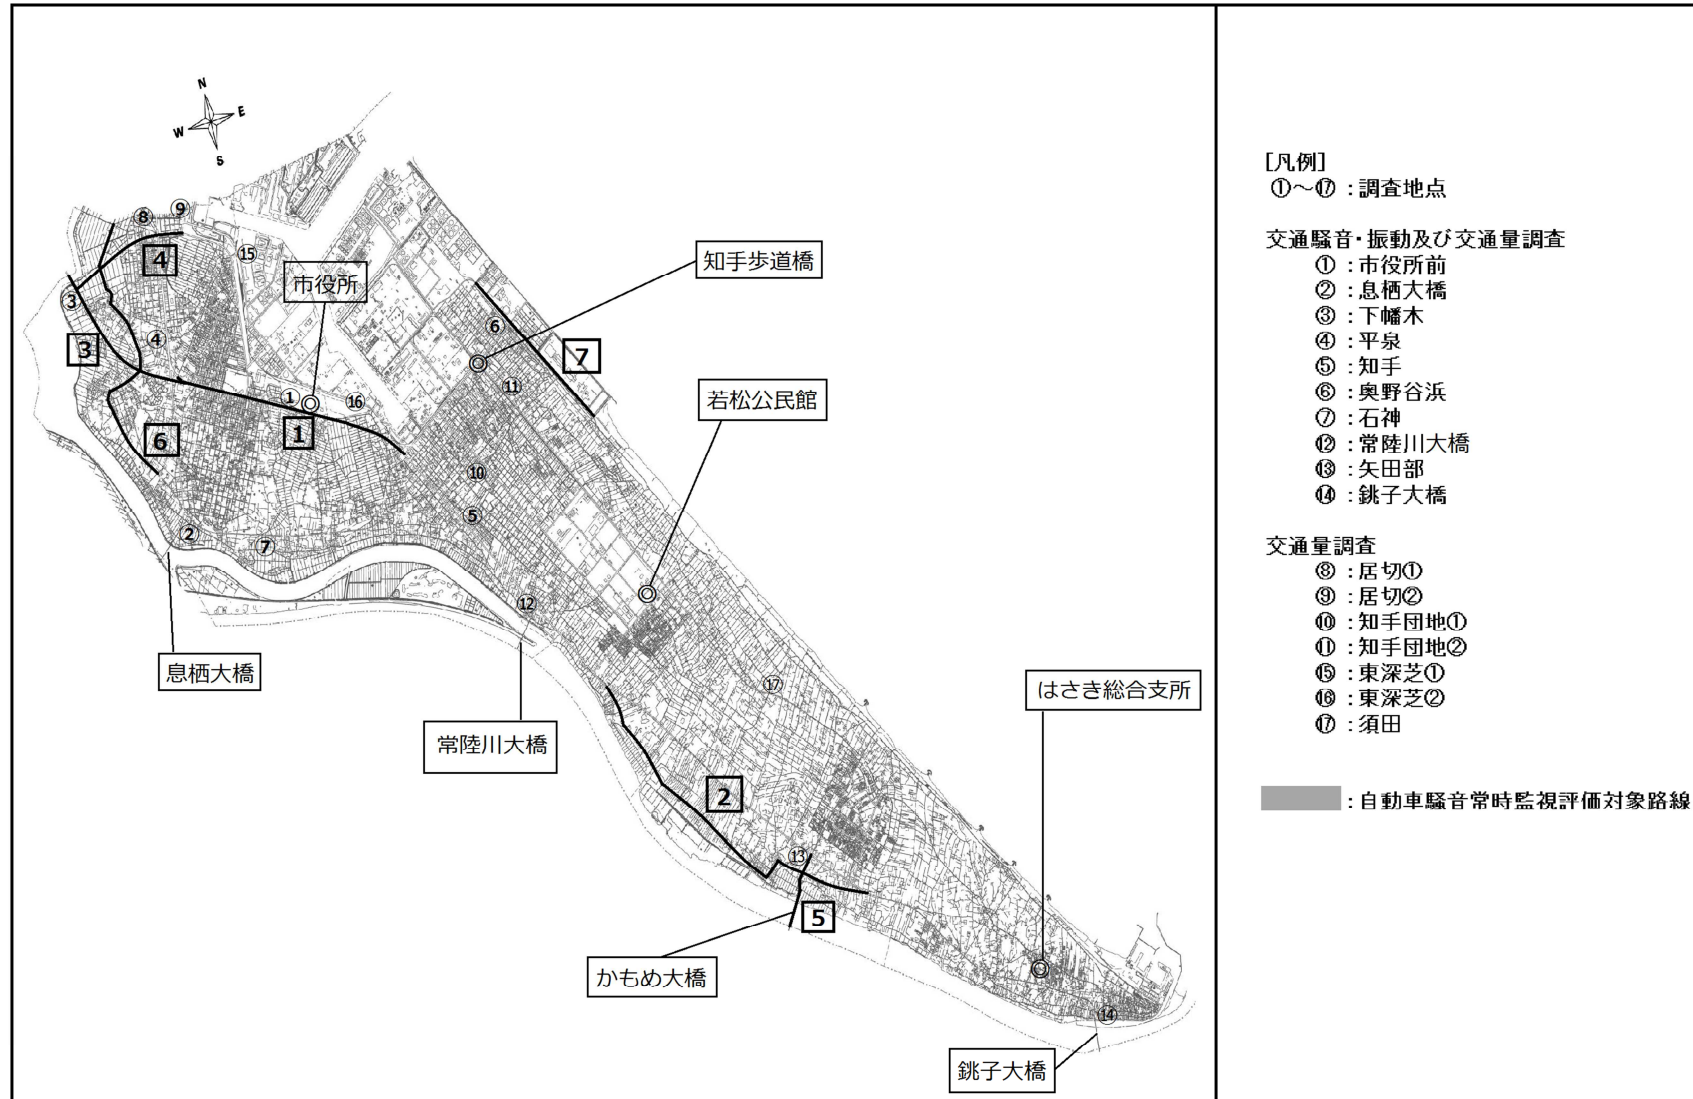 N
W
E
S
⑧
⑨
4
⑮
市役所
知手歩道橋
③
3
④
⑥
7
⑪
①
⑯
1
若松公民館
6
⑩
⑤
②
⑦
⑫
息栖大橋
常陸川大橋
⑰
はさき総合支所
2
⑬
5
かもめ大橋
⑭
銚子大橋
[凡例]
①～⑰：調査地点
交通騒音・振動及び交通量調査
①：市役所前
②：息栖大橋
③：下幡木
④：平泉
⑤：知手
⑥：奥野谷浜
⑦：石神
⑫：常陸川大橋
⑬：矢田部
⑭：銚子大橋
交通量調査
⑧：居切①
⑨：居切②
⑩：知手団地①
⑪：知手団地②
⑮：東深芝①
⑯：東深芝②
⑰：須田
：自動車騒音常時監視評価対象路線